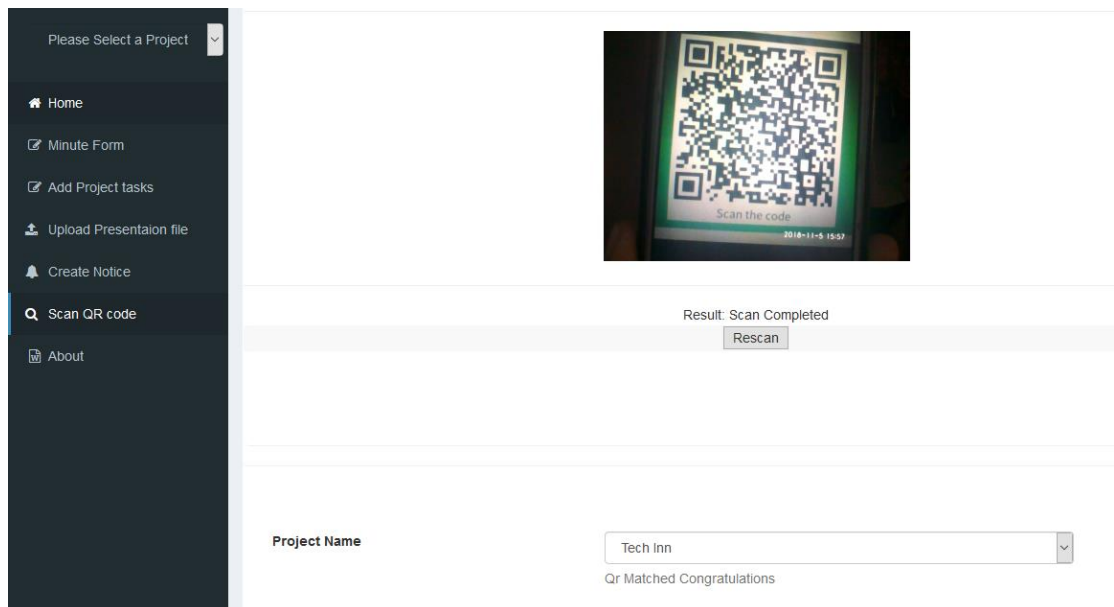 Please Select a Project
Home
Minute Form
Add Project tasks
Upload Presentaion file
Create Notice
Scan QR code
About
Scan the code
2018-11-5 15:57
Result: Scan Completed
Rescan
Project Name
Tech Inn
Qr Matched Congratulations